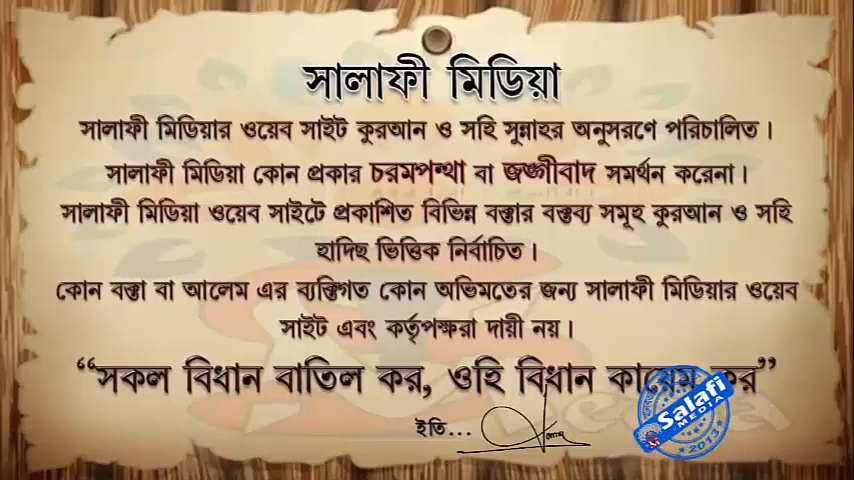 সালাফী মিডিয়া
সালাফী মিডিয়ার ওয়েব সাইট কুরআন ও সহি সুন্নাহর অনুসরণে পরিচালিত।
সালাফী মিডিয়া কোন প্রকার চরমপন্থা বা জঙ্গীবাদ সমর্থন করেনা।
সালাফী মিডিয়া ওয়েব সাইটে প্রকাশিত বিভিন্ন বক্তার বক্তব্য সমূহ কুরআন ও সহি
হাদিছ ভিত্তিক নির্বাচিত।
কোন বক্তা বা আলেম এর ব্যক্তিগত কোন অভিমতের জন্য সালাফী মিডিয়ার ওয়েব
সাইট এবং কর্তৃপক্ষরা দায়ী নয়।
“সকল বিধান বাতিল কর, ওহি বিধান কায়েম কর”
ইতি...
Salafi
MEDIA
2013